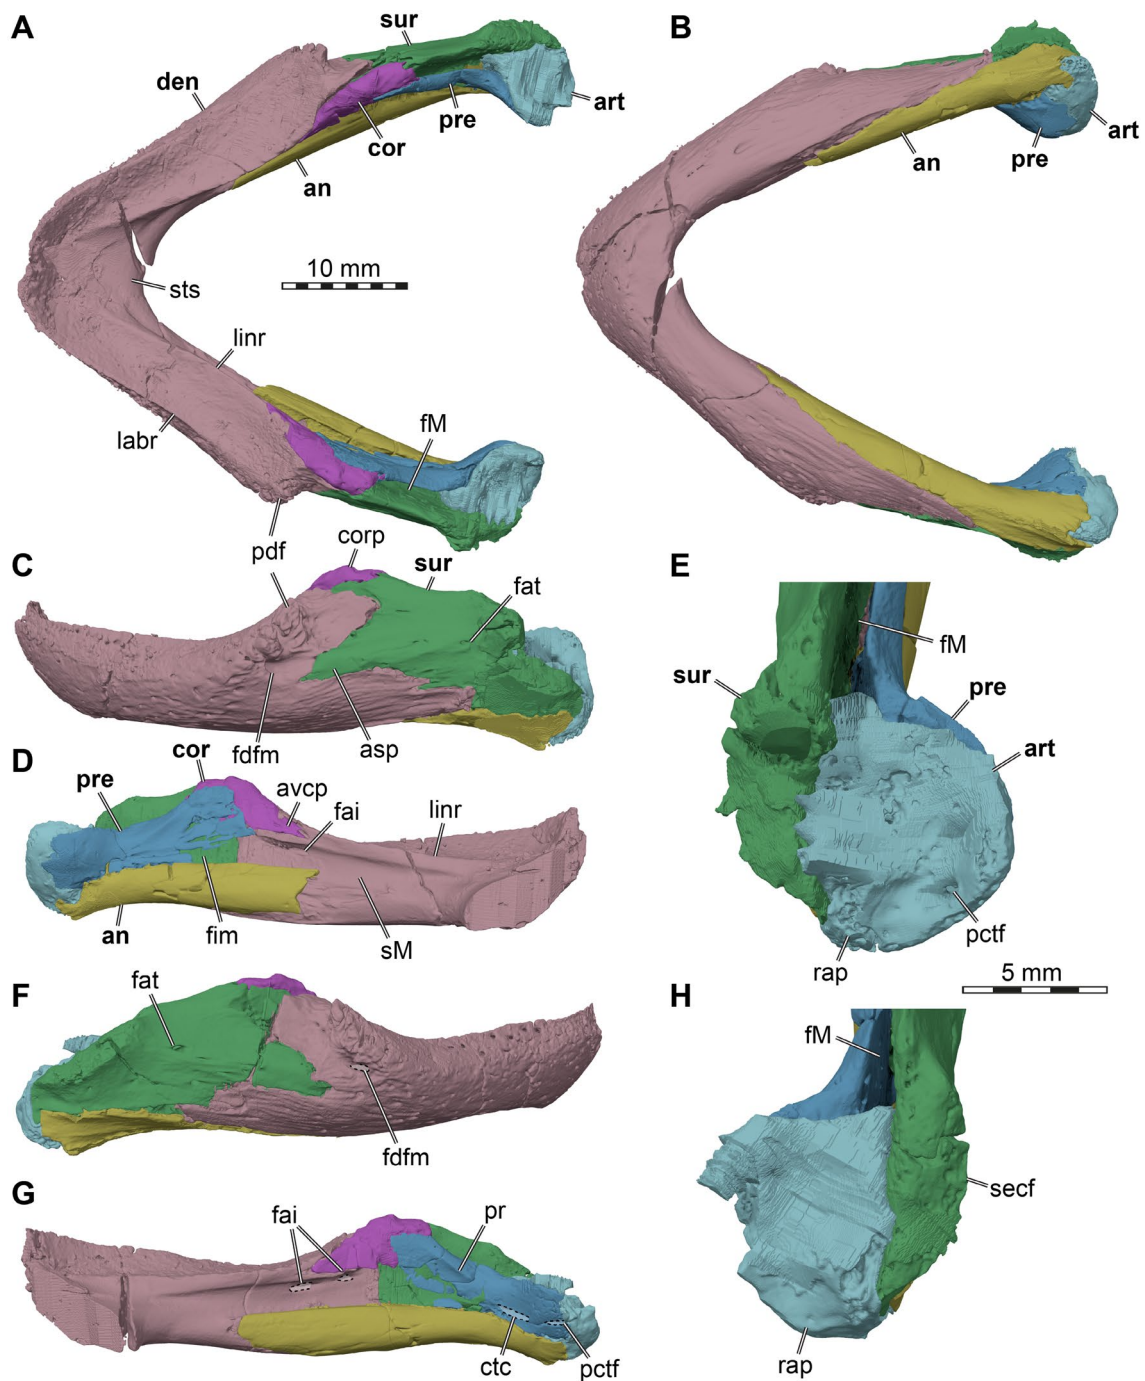 A
sur
den
art
pre
cor
an
10 mm
sts
linr
labr
fM
pdf
B
art
pre
an
C
corp
sur
fat
fdfm
asp
D
cor
pre
avcp
fai
linr
an
fim
sM
E
fM
sur
pre
art
pctf
rap
5 mm
F
fat
fdfm
G
fai
pr
ctc
pctf
H
fM
secf
rap